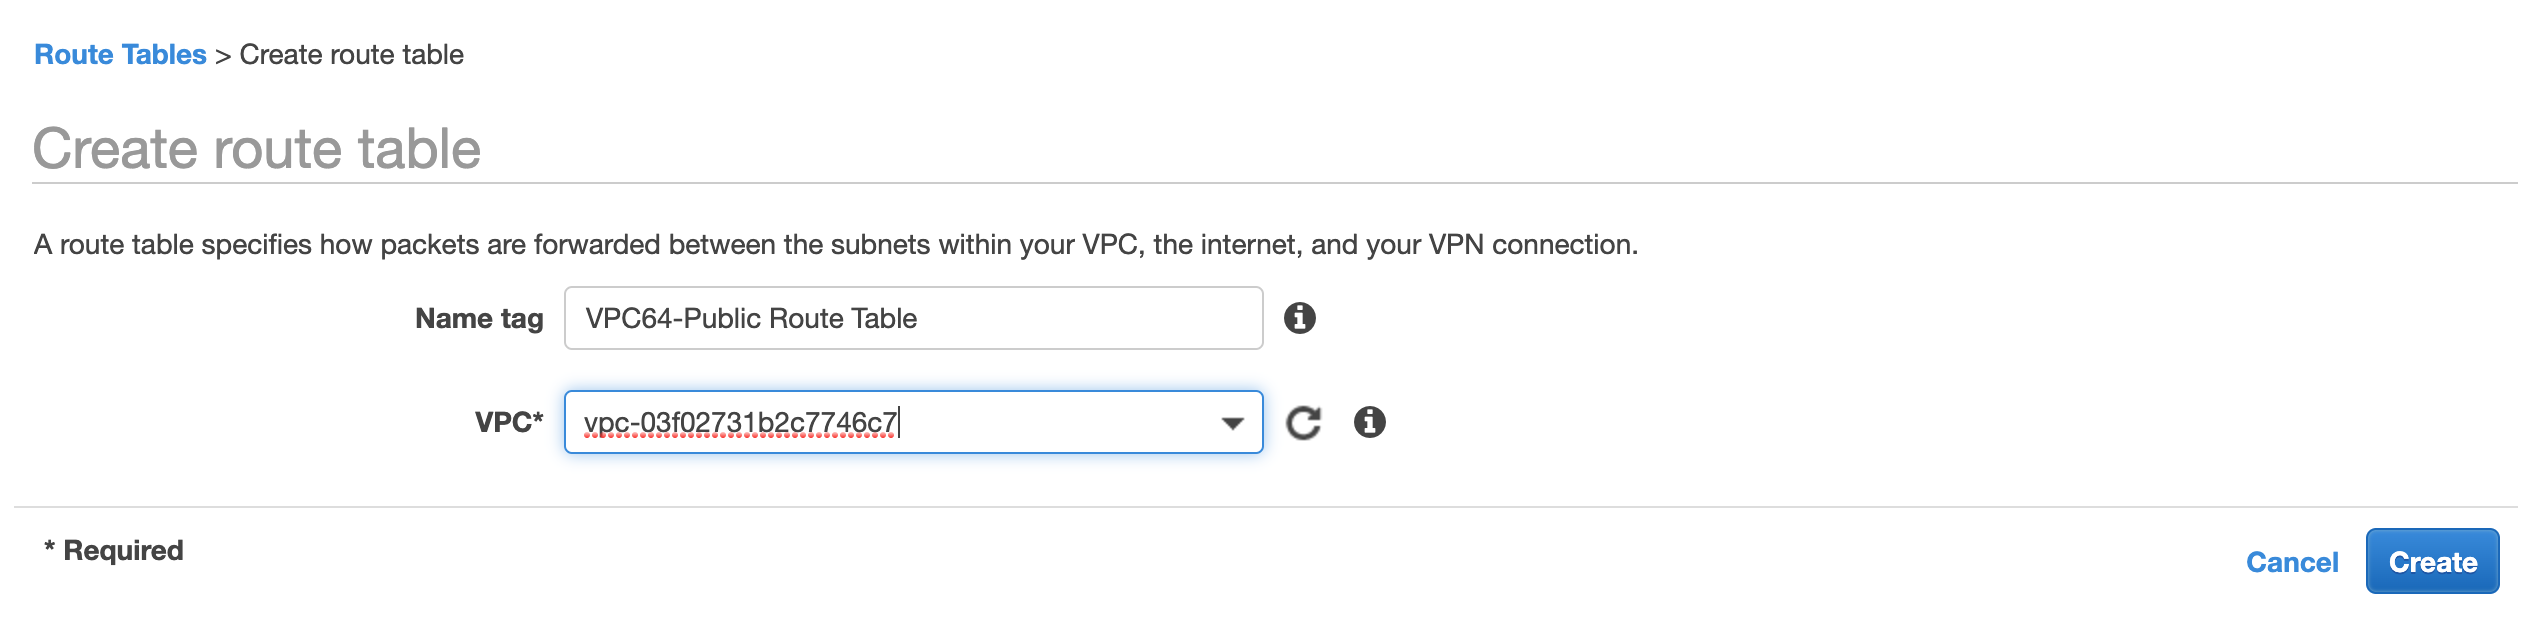 Route Tables > Create route table
Create route table
A route table specifies how packets are forwarded between the subnets within your VPC, the internet, and your VPN connection.
Name tag VPC64-Public Route Table
VPC* vpc-03f02731b2c7746c7
* Required
Cancel Create